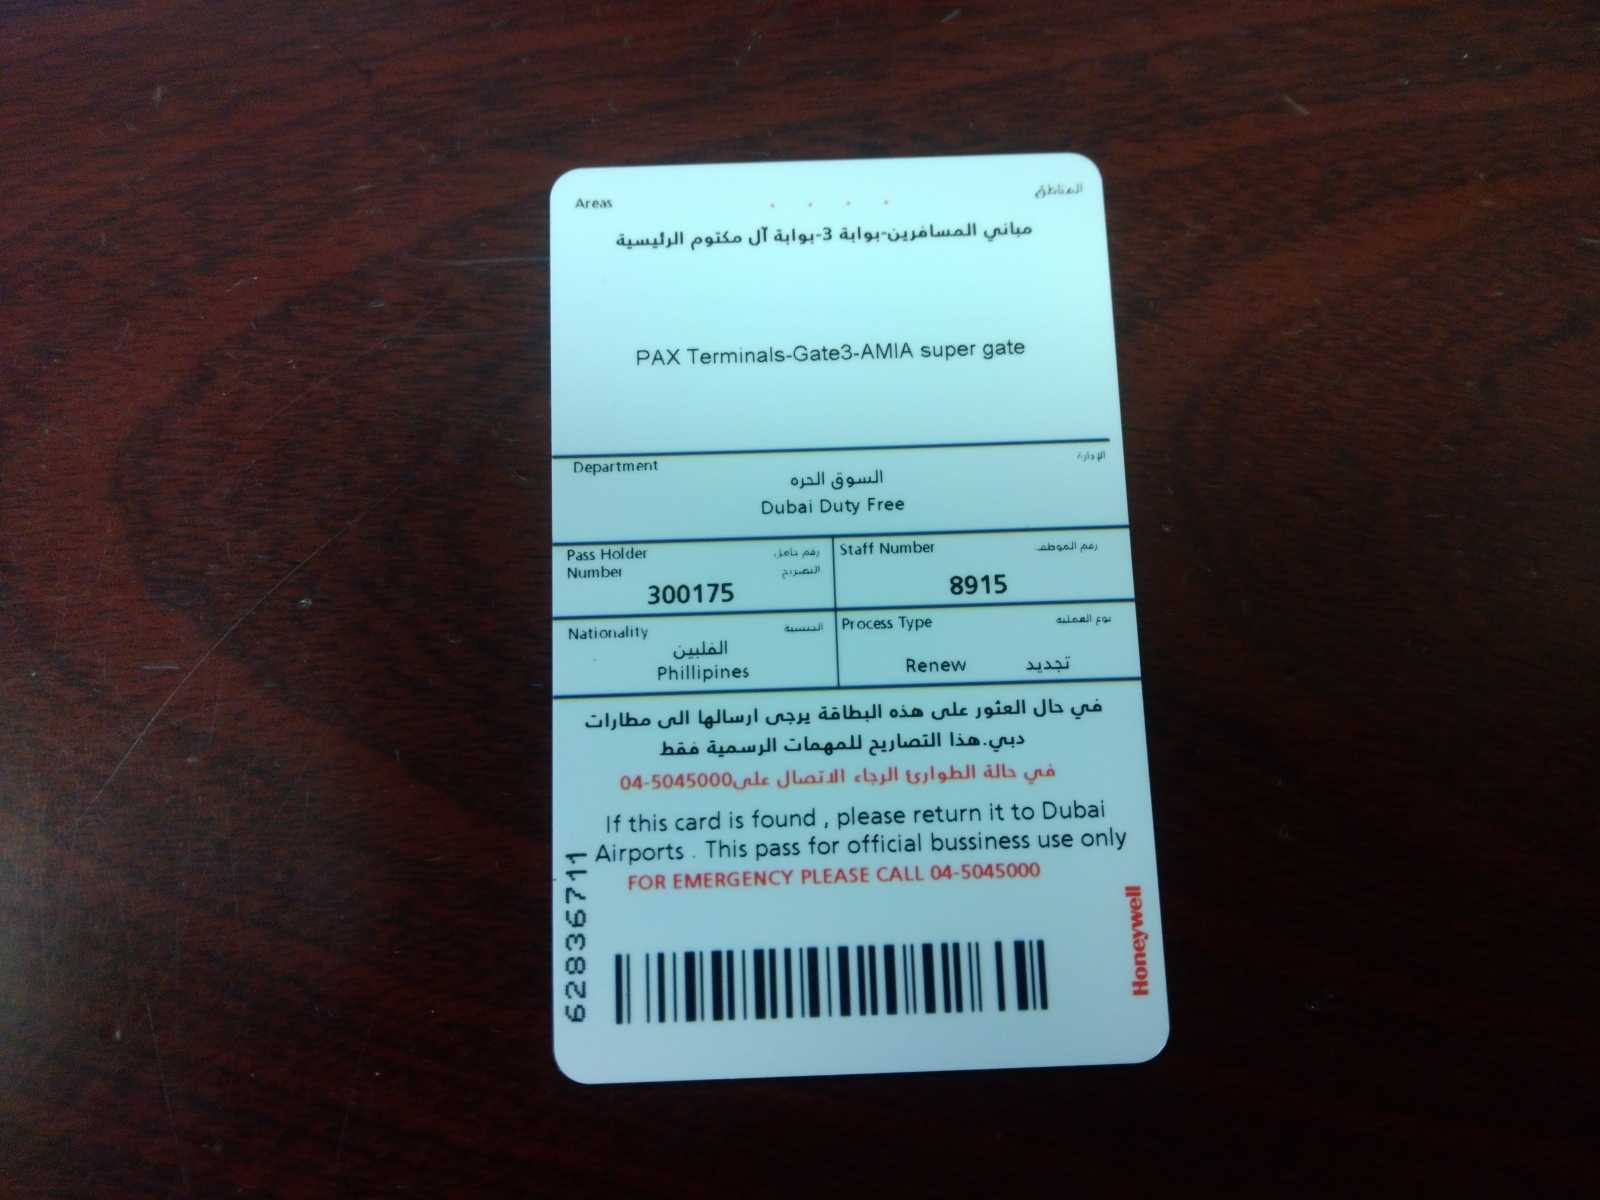 Areas المناطق
مباني المسافرين-بوابة 3-بوابة آل مكتوم الرئيسية
PAX Terminals-Gate3-AMIA super gate
Department الإدارة
السوق الحره
Dubai Duty Free
Pass Holder رقم حامل
Number التصريح
300175
Staff Number رقم الموظف
8915
Nationality الجنسية
الفلبين
Phillipines
Process Type نوع العملية
Renew تجديد
في حال العثور على هذه البطاقة يرجى ارسالها الى مطارات
دبي.هذا التصاريح للمهمات الرسمية فقط
في حالة الطوارئ الرجاء الاتصال على04-5045000
If this card is found , please return it to Dubai
Airports . This pass for official bussiness use only
FOR EMERGENCY PLEASE CALL 04-5045000
62836711
Honeywell